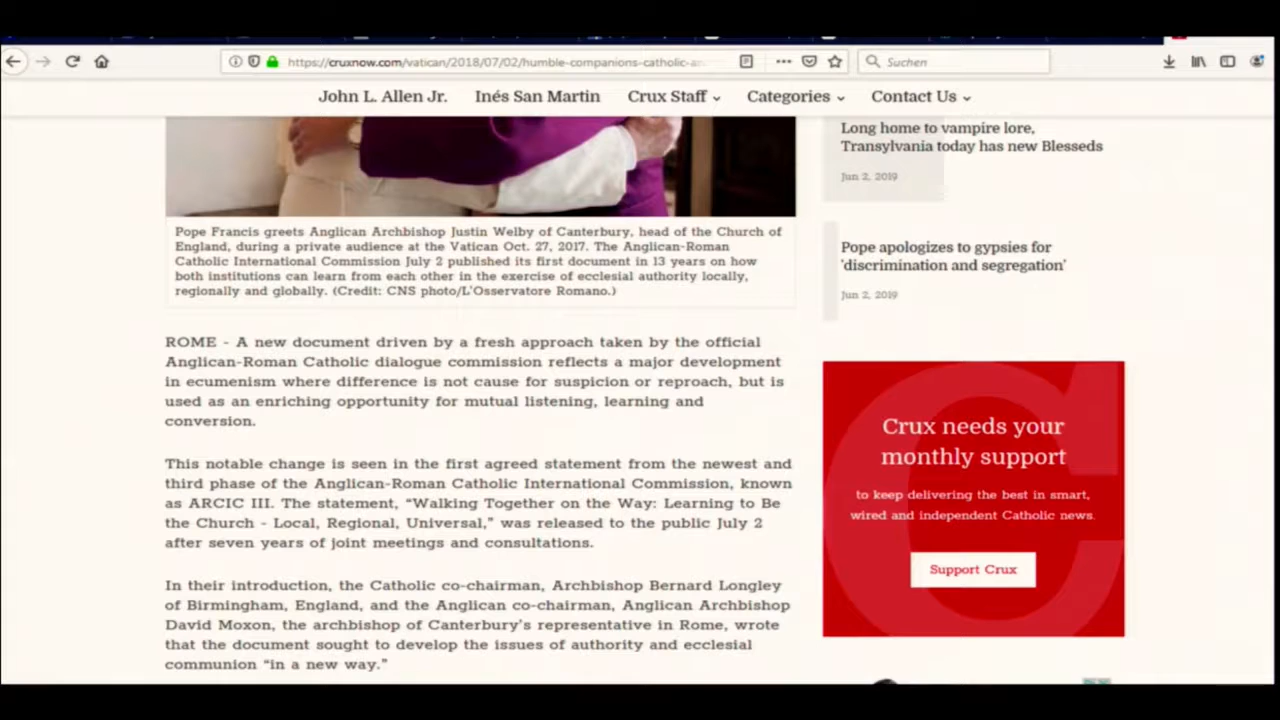 https://cruxnow.com/vatican/2018/07/02/humble-companions-catholic-an
Suchen
John L. Allen Jr.
Inés San Martin
Crux Staff
Categories
Contact Us
Pope Francis greets Anglican Archbishop Justin Welby of Canterbury, head of the Church of
England, during a private audience at the Vatican Oct. 27, 2017. The Anglican-Roman
Catholic International Commission July 2 published its first document in 13 years on how
both institutions can learn from each other in the exercise of ecclesial authority locally,
regionally and globally. (Credit: CNS photo/L'Osservatore Romano.)
ROME - A new document driven by a fresh approach taken by the official
Anglican-Roman Catholic dialogue commission reflects a major development
in ecumenism where difference is not cause for suspicion or reproach, but is
used as an enriching opportunity for mutual listening, learning and
conversion.
This notable change is seen in the first agreed statement from the newest and
third phase of the Anglican-Roman Catholic International Commission, known
as ARCIC III. The statement, “Walking Together on the Way: Learning to Be
the Church - Local, Regional, Universal,” was released to the public July 2
after seven years of joint meetings and consultations.
In their introduction, the Catholic co-chairman, Archbishop Bernard Longley
of Birmingham, England, and the Anglican co-chairman, Anglican Archbishop
David Moxon, the archbishop of Canterbury’s representative in Rome, wrote
that the document sought to develop the issues of authority and ecclesial
communion “in a new way.”
Long home to vampire lore,
Transylvania today has new Blesseds
Jun 2, 2019
Pope apologizes to gypsies for
‘discrimination and segregation’
Jun 2, 2019
Crux needs your
monthly support
to keep delivering the best in smart,
wired and independent Catholic news.
Support Crux